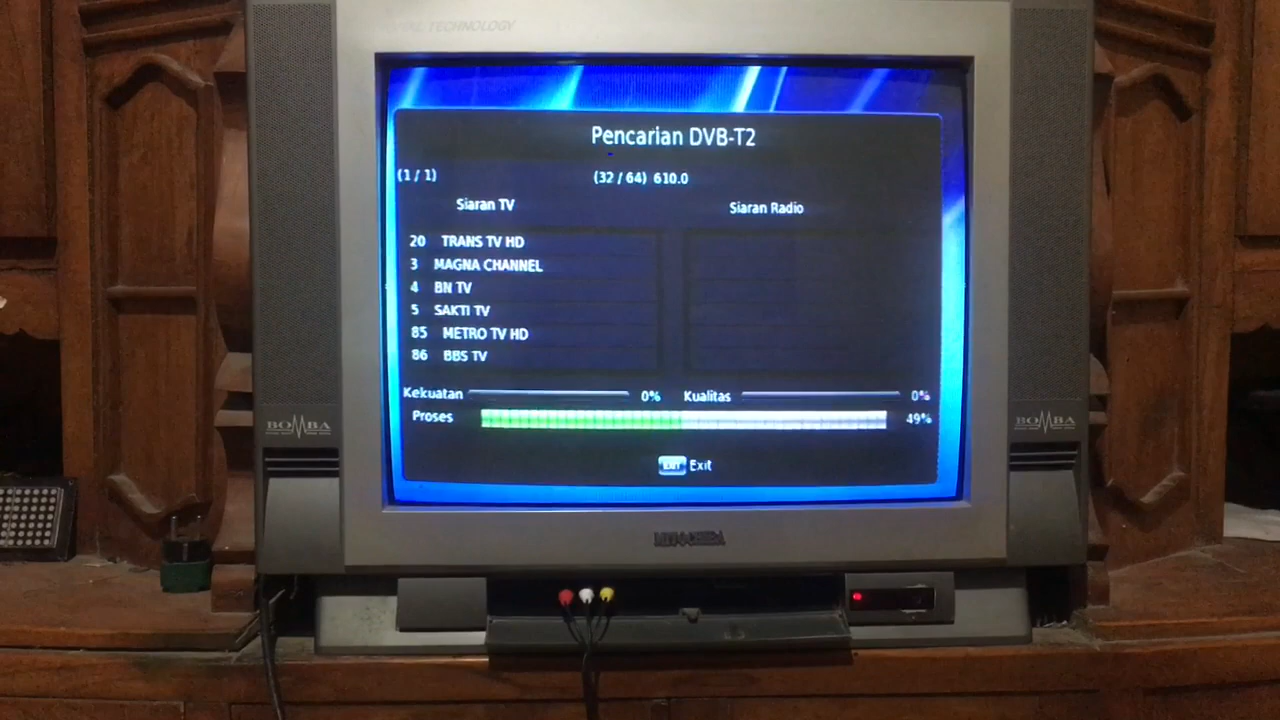 TECHNOLOGY
Pencarian DVB-T2
(1 / 1) (32 / 64) 610.0
Siaran TV Siaran Radio
20 TRANS TV HD
3 MAGNA CHANNEL
4 BN TV
5 SAKTI TV
85 METRO TV HD
86 BBS TV
Kekuatan 0% Kualitas 0%
Proses 49%
EXIT Exit
BOMBA BOMBA
MITOCHIBA